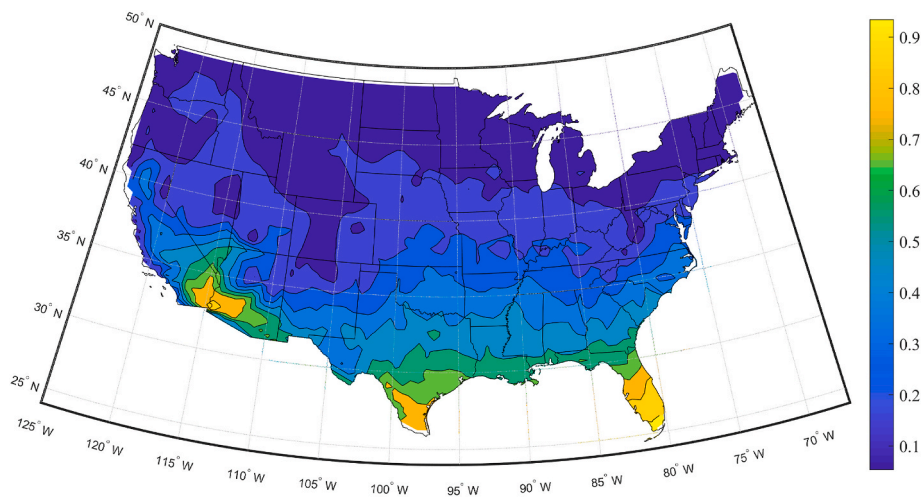 50° N
45° N
40° N
35° N
30° N
25° N
125° W
120° W
115° W
110° W
105° W
100° W
95° W
90° W
85° W
80° W
75° W
70° W
0.9
0.8
0.7
0.6
0.5
0.4
0.3
0.2
0.1